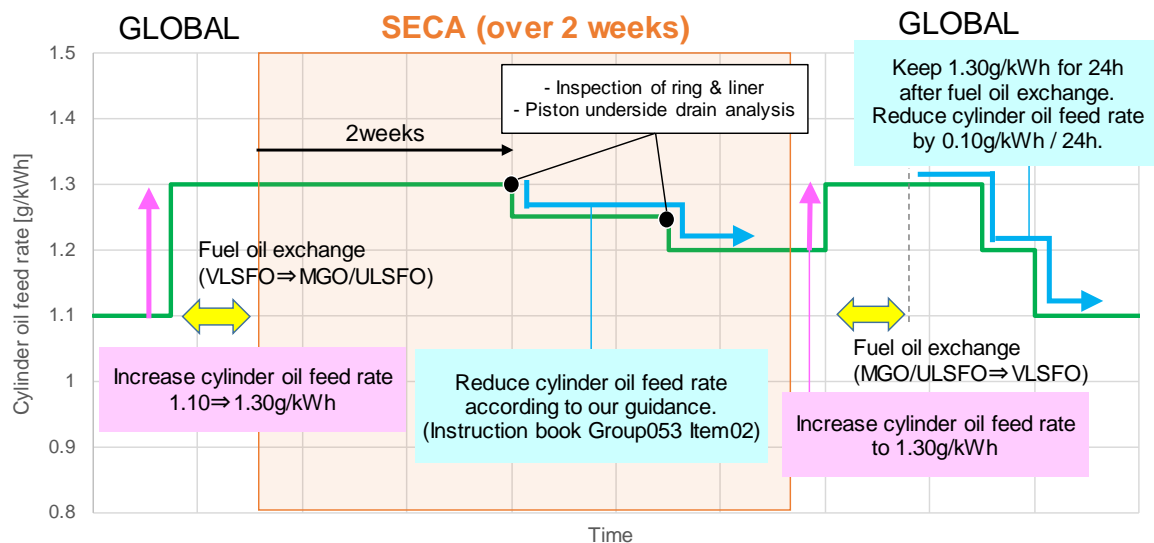 GLOBAL
SECA (over 2 weeks)
GLOBAL
Cylinder oil feed rate [g/kWh]
1.5
1.4
1.3
1.2
1.1
1
0.9
0.8
2weeks
- Inspection of ring & liner
- Piston underside drain analysis
Keep 1.30g/kWh for 24h
after fuel oil exchange.
Reduce cylinder oil feed rate
by 0.10g/kWh / 24h.
Fuel oil exchange
(VLSFO⇒MGO/ULSFO)
Increase cylinder oil feed rate
1.10⇒1.30g/kWh
Reduce cylinder oil feed rate
according to our guidance.
(Instruction book Group053 Item02)
Fuel oil exchange
(MGO/ULSFO⇒VLSFO)
Increase cylinder oil feed rate
to 1.30g/kWh
Time